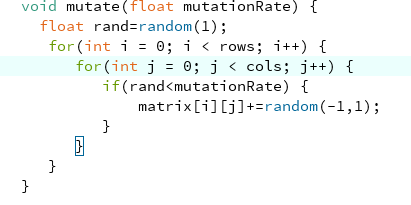 void mutate(float mutationRate) {
  float rand=random(1);
   for(int i = 0; i < rows; i++) {
      for(int j = 0; j < cols; j++) {
         if(rand<mutationRate) {
             matrix[i][j]+=random(-1,1);
         }
      }
   }
}